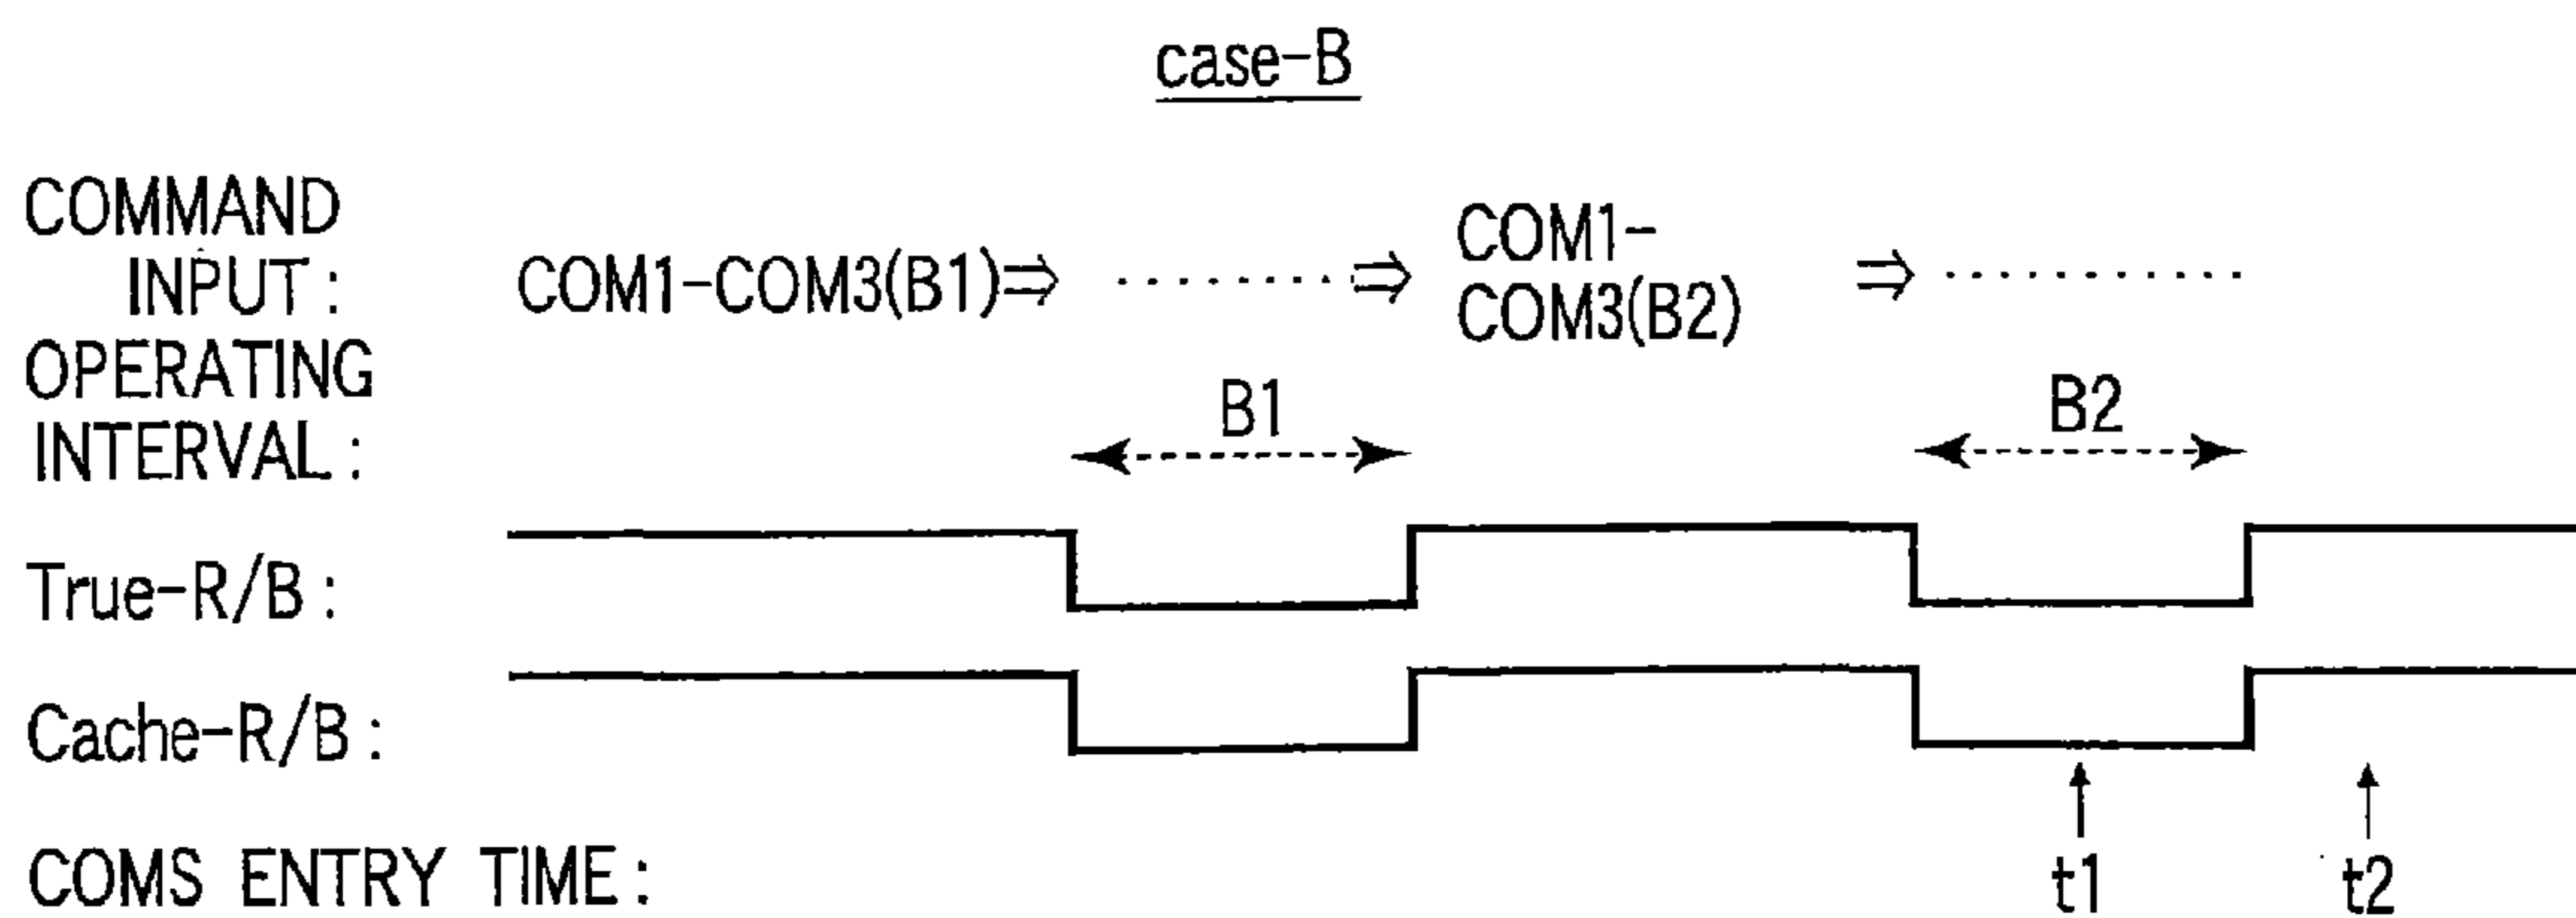 case-B
COMMAND
INPUT :
COM1-COM3(B1)⇒ ········⇒ COM1-
COM3(B2) ⇒ ··········
OPERATING
INTERVAL :
B1 B2
True-R/B :
Cache-R/B :
COMS ENTRY TIME :
t1 t2